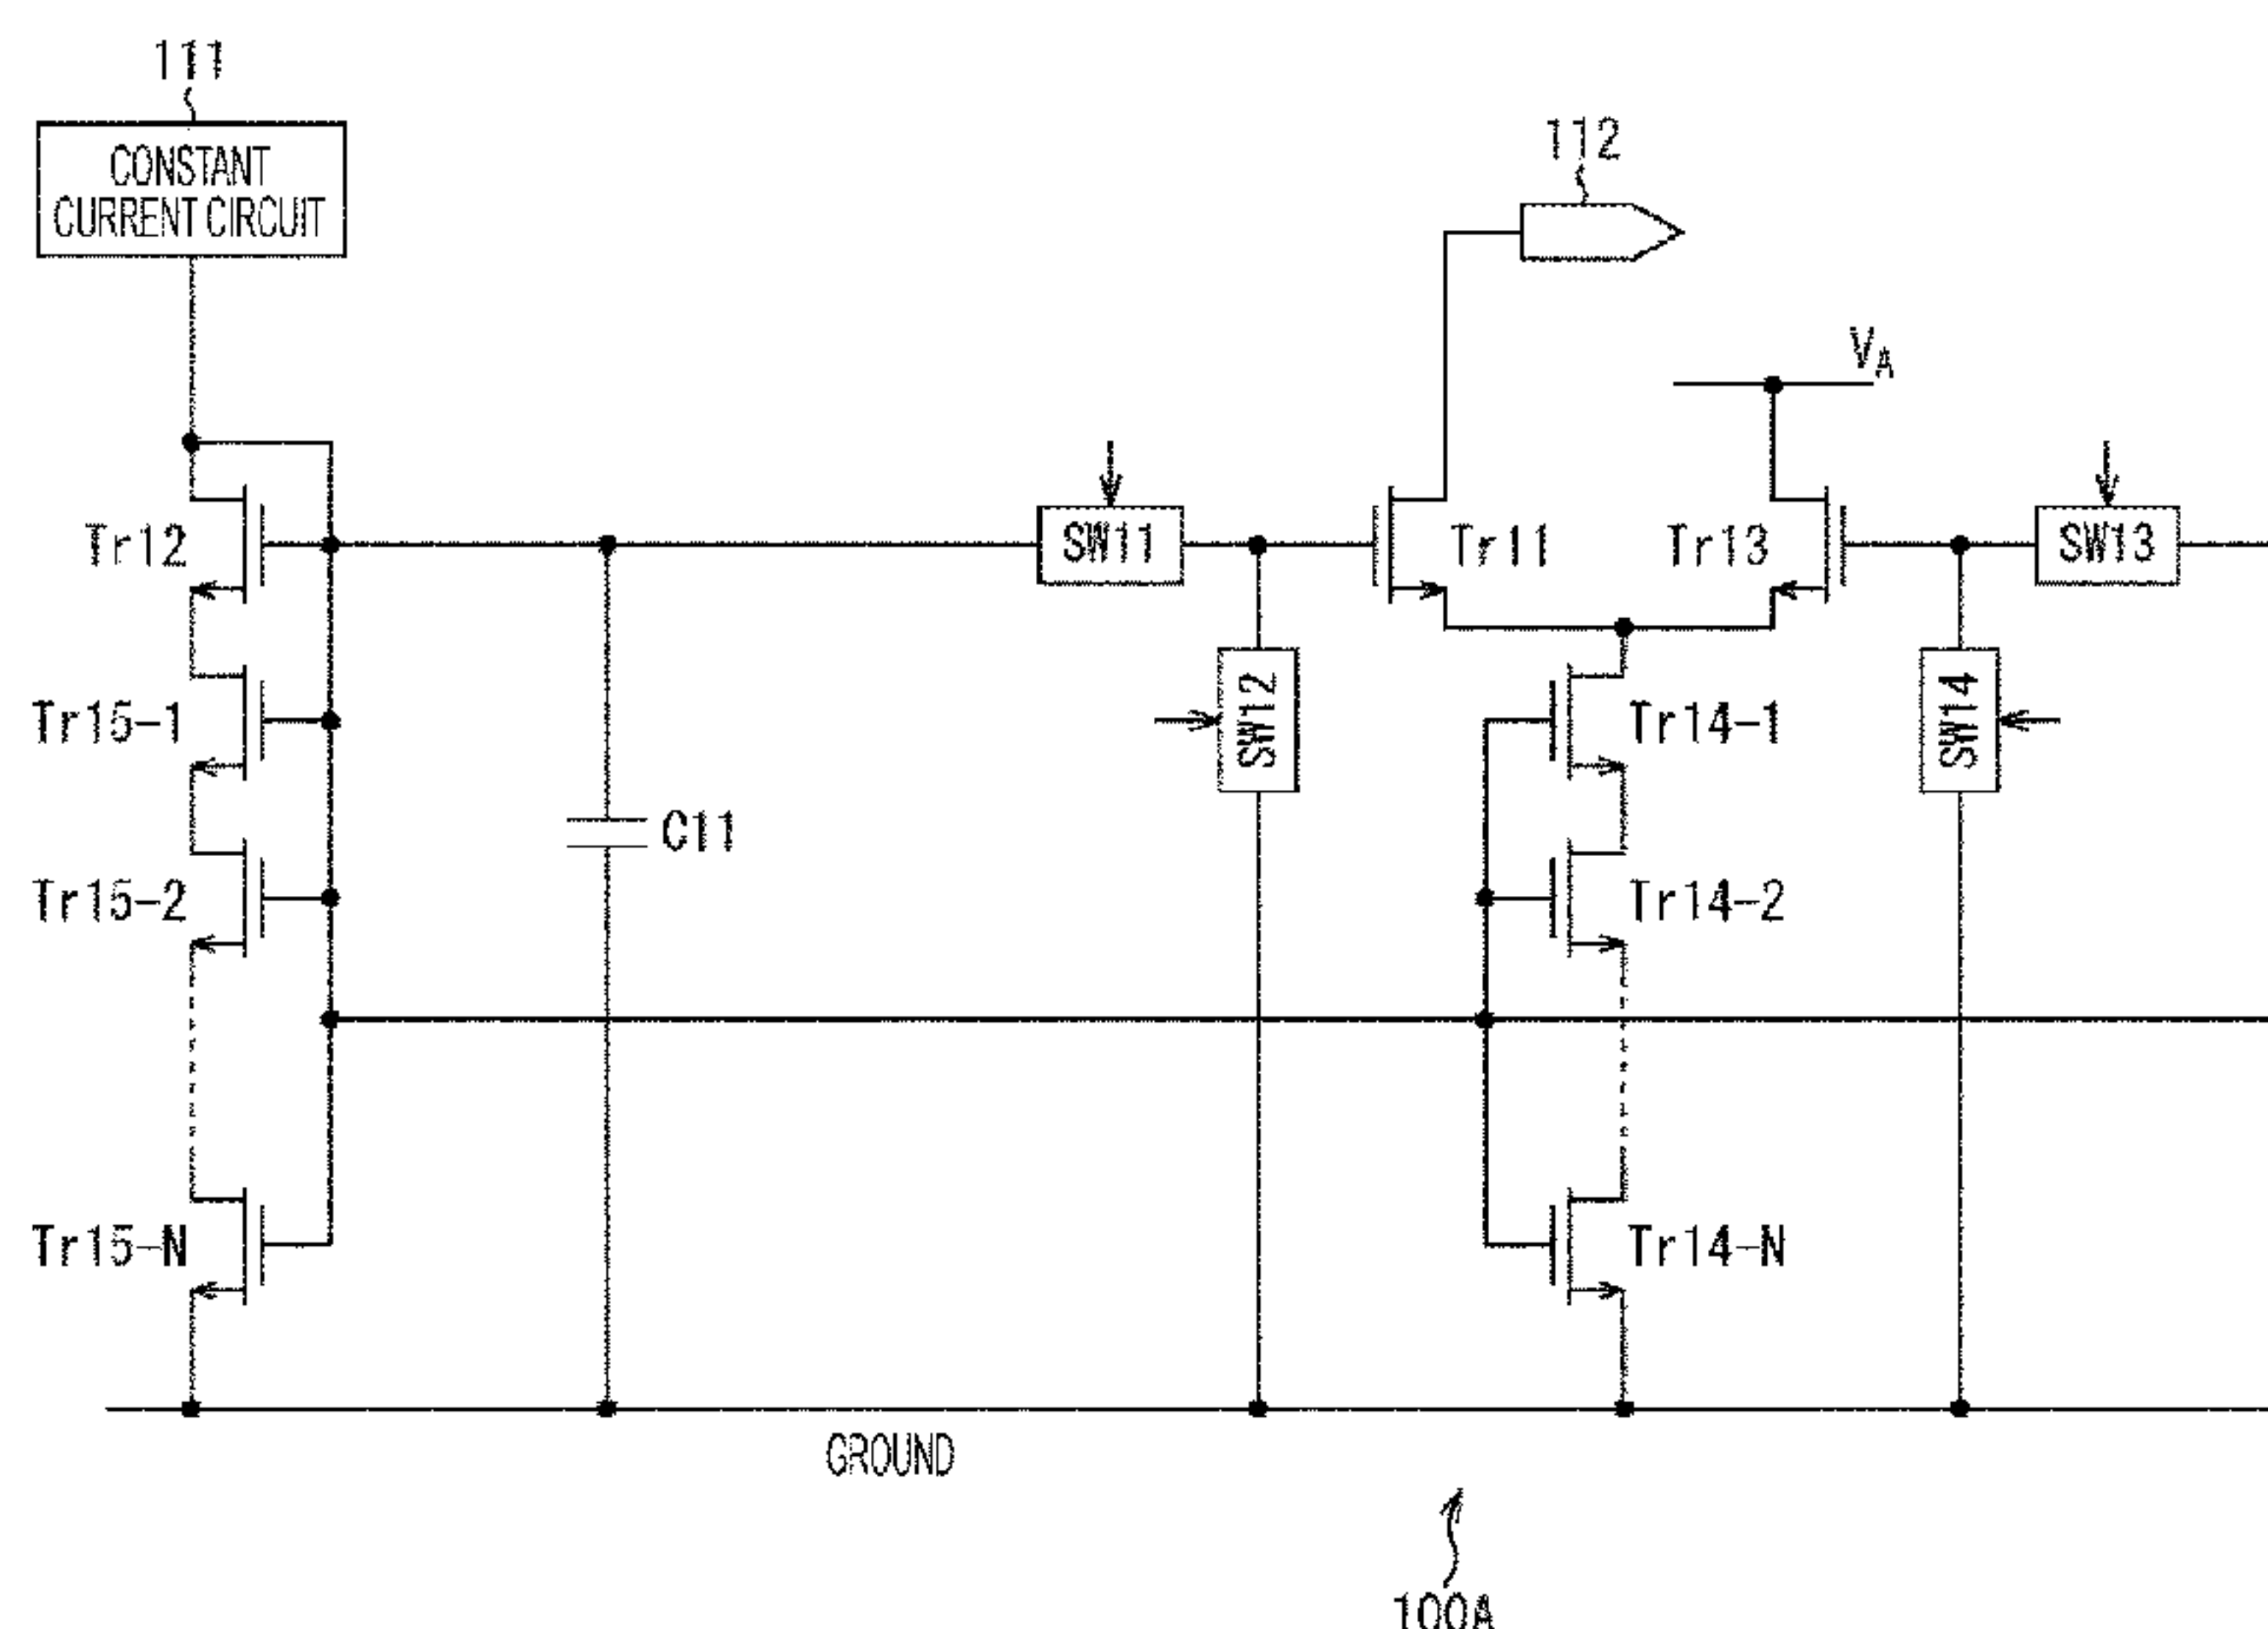 111
CONSTANT
CURRENT CIRCUIT
112
VA
Tr12
SW11
Tr11
Tr13
SW13
Tr15-1
SW12
Tr14-1
SW14
C11
Tr15-2
Tr14-2
Tr15-N
Tr14-N
GROUND
100A